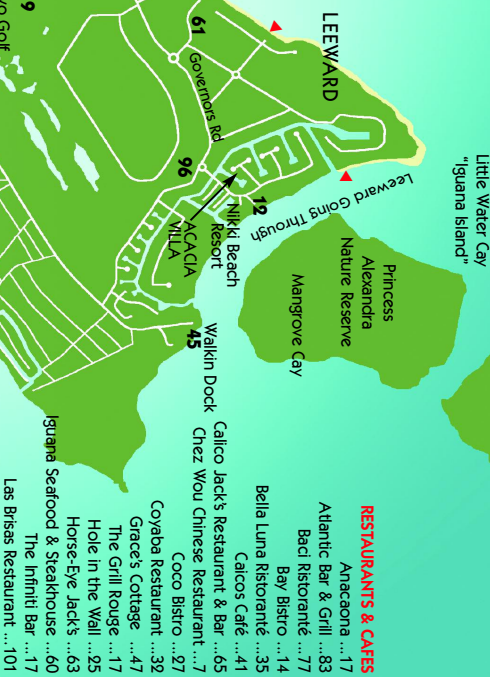 Little Water Cay
"Iguana Island"
LEEWARD
61
9
Golf
Governors Rd
96
Leeward Going Through
12
Nikki Beach
Resort
ACACIA
VILLA
Princess
Alexandra
Nature Reserve
Mangrove Cay
Walkin Dock
45
RESTAURANTS & CAFES
Anacaona ...17
Atlantic Bar & Grill ...83
Baci Ristoranté ...77
Bay Bistro ...14
Bella Luna Ristoranté ...35
Caicos Café ...41
Calico Jack's Restaurant & Bar ...65
Chez Wou Chinese Restaurant ...7
Coco Bistro ...27
Coyaba Restaurant ...32
Grace's Cottage ...47
The Grill Rouge ...17
Hole in the Wall ...25
Horse-Eye Jack's ...63
Iguana Seafood & Steakhouse ...60
The Infiniti Bar ...17
Las Brisas Restaurant ...101